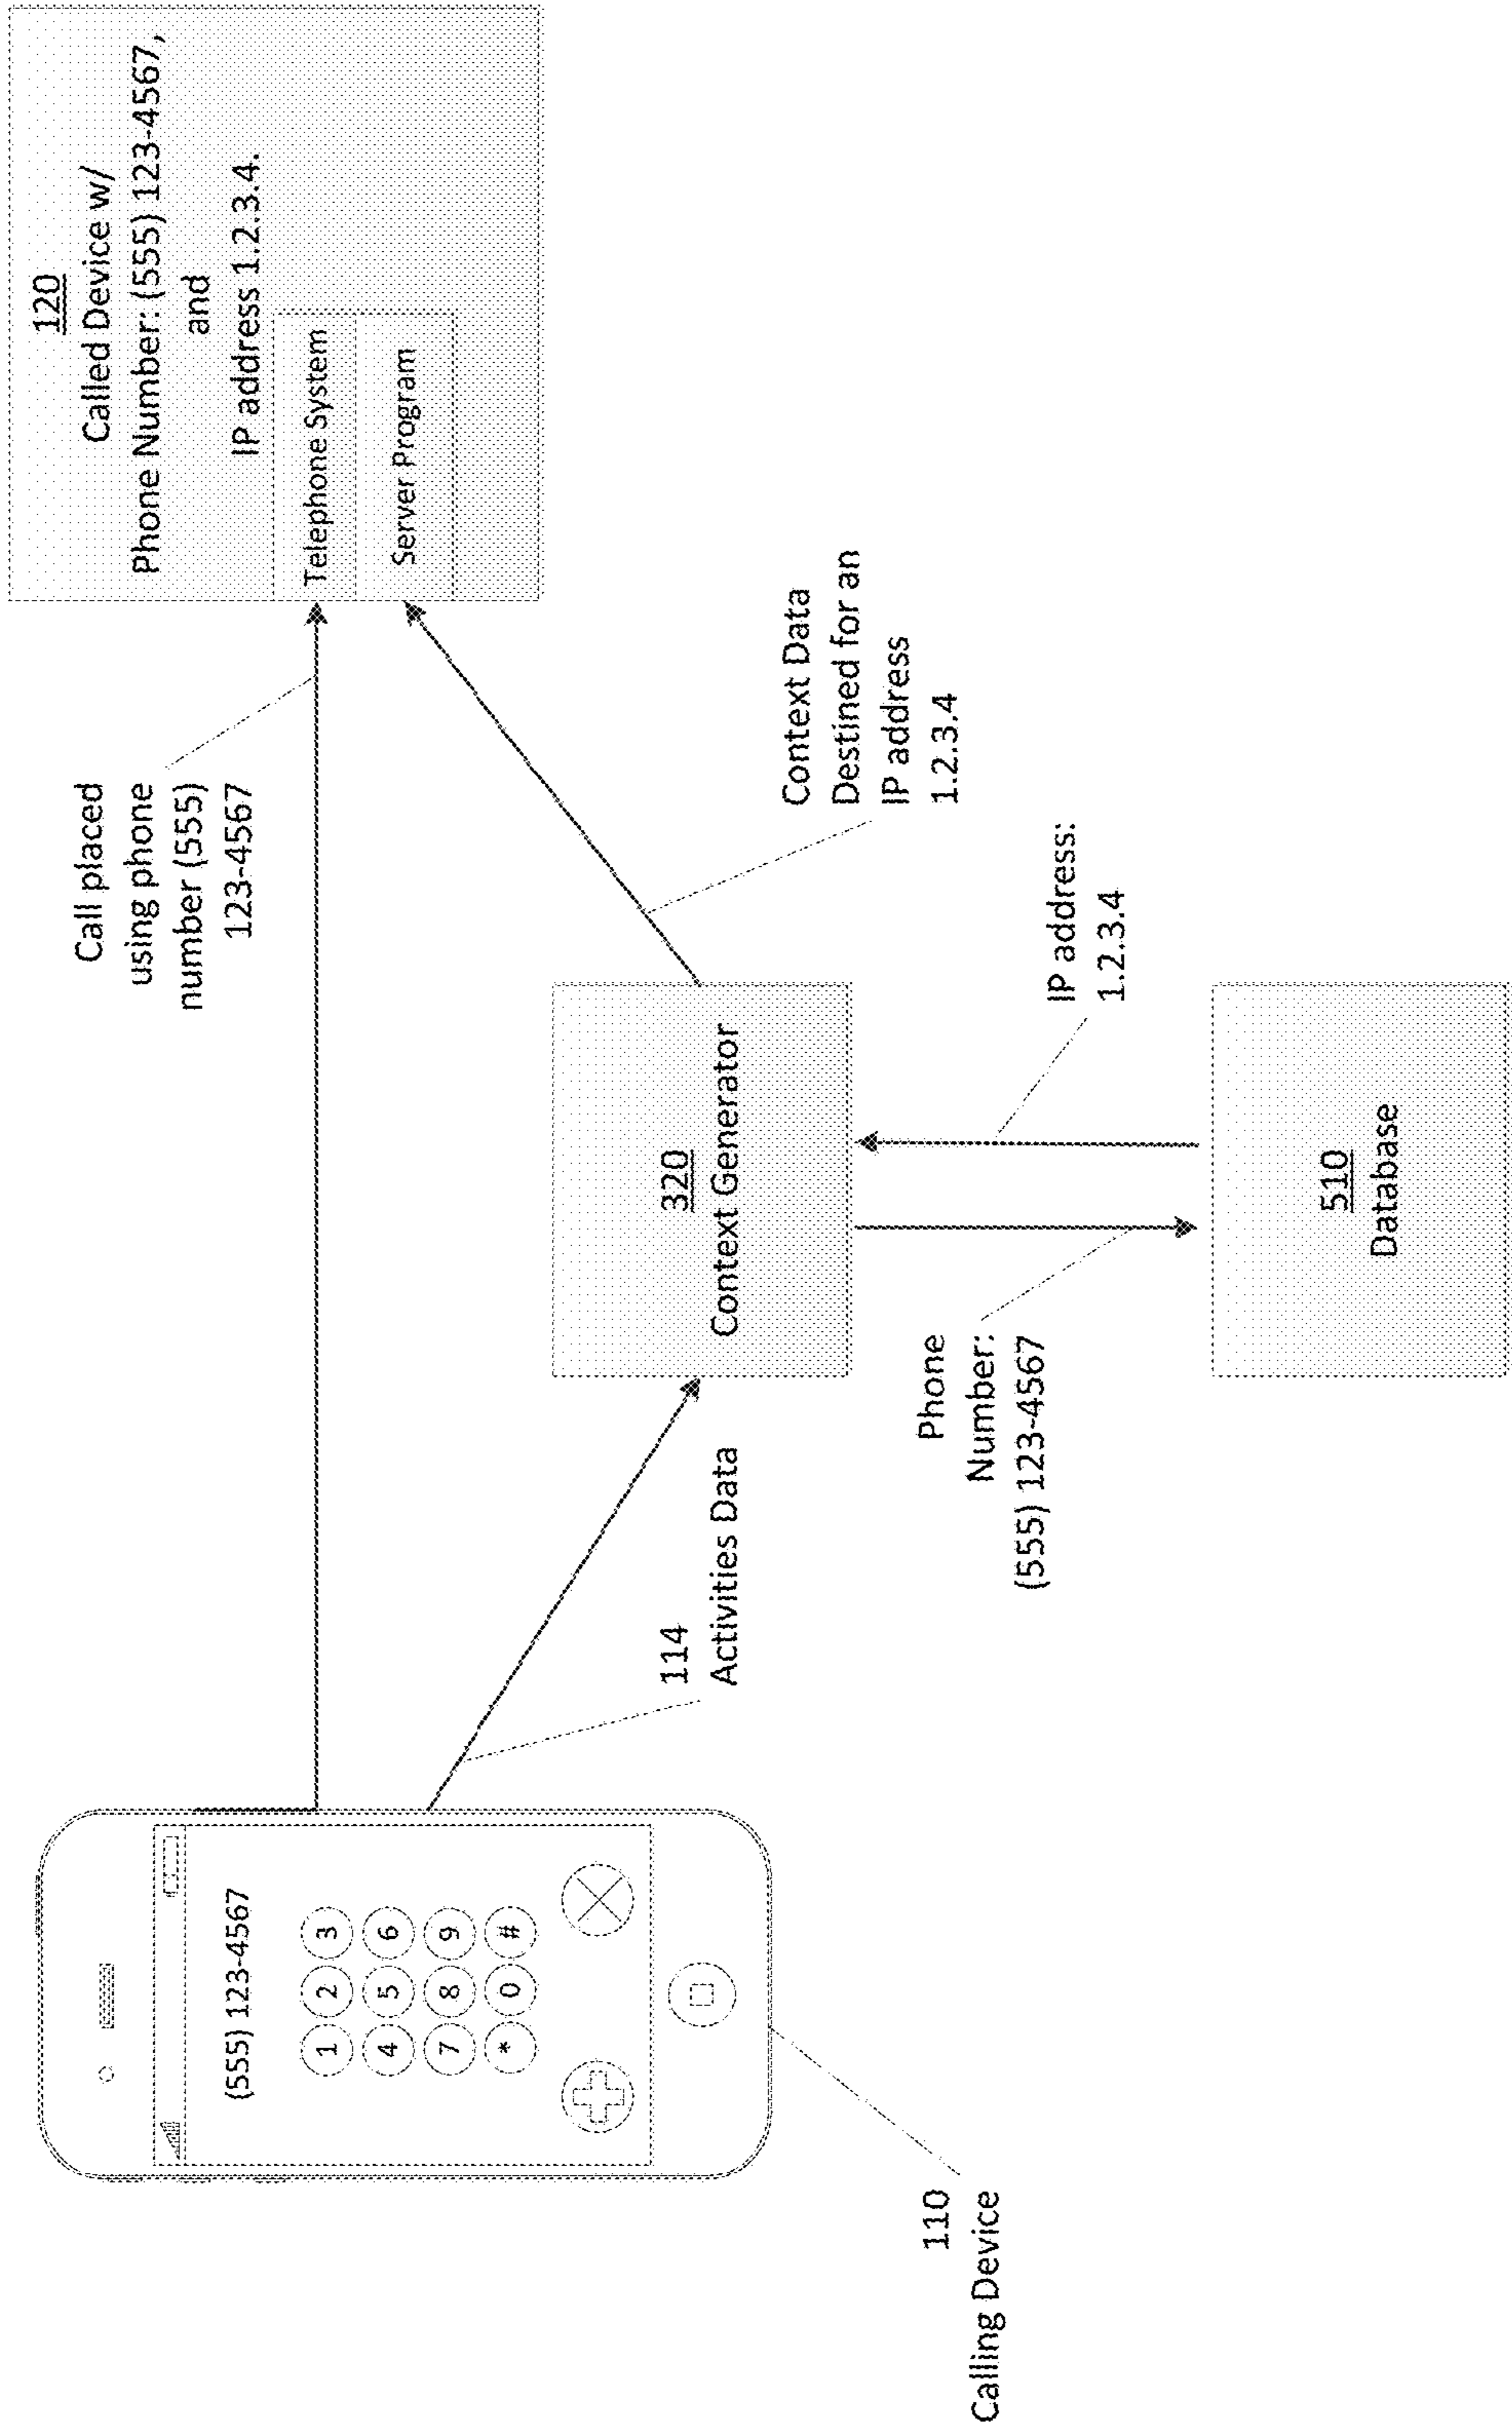 (555) 123-4567
1 2 3
4 5 6
7 8 9
* 0 #
110
Calling Device
114
Activities Data
Call placed
using phone
number (555)
123-4567
120
Called Device w/
Phone Number: (555) 123-4567,
and
IP address 1.2.3.4.
Telephone System
Server Program
320
Context Generator
Context Data
Destined for an
IP address
1.2.3.4
Phone
Number:
(555) 123-4567
IP address:
1.2.3.4
510
Database